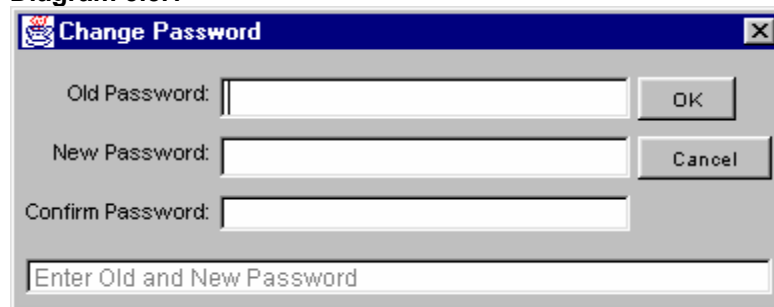 Change Password
Old Password:
OK
New Password:
Cancel
Confirm Password:
Enter Old and New Password